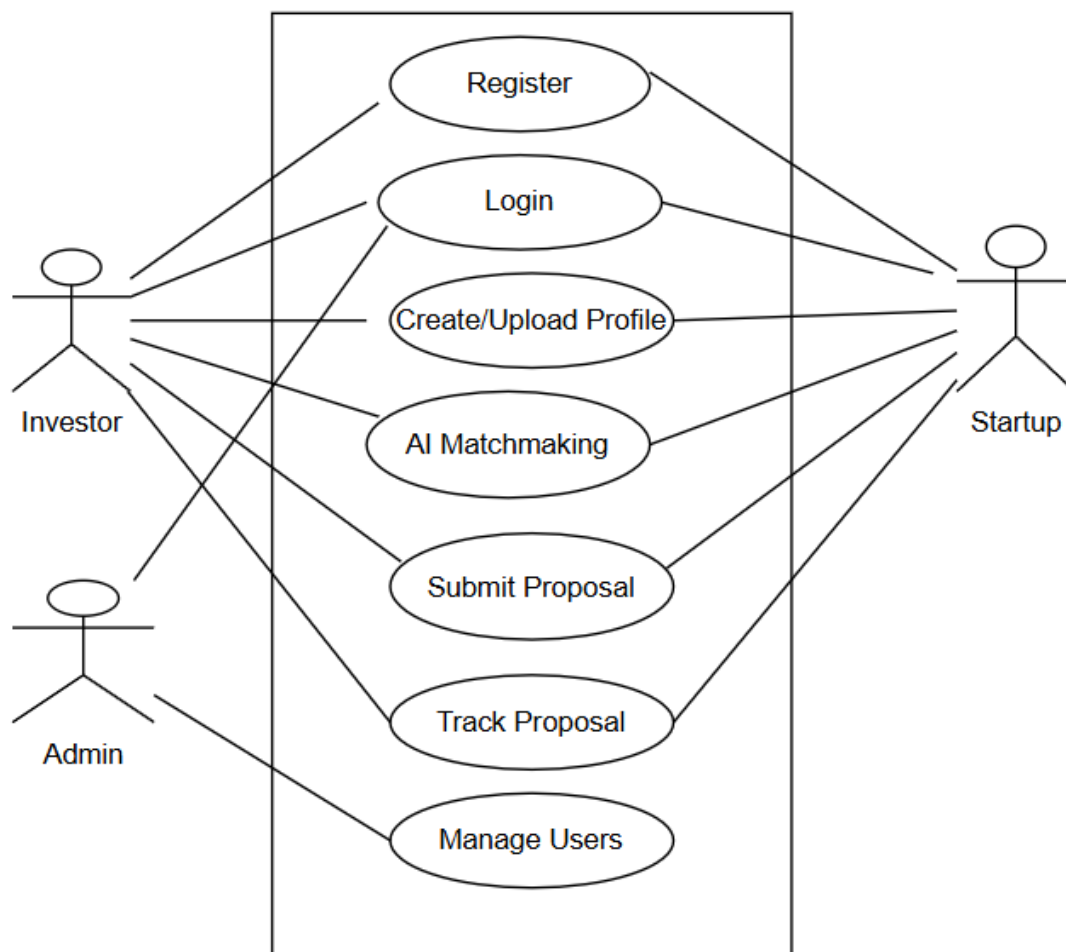 Register
Login
Create/Upload Profile
AI Matchmaking
Investor
Startup
Submit Proposal
Track Proposal
Admin
Manage Users